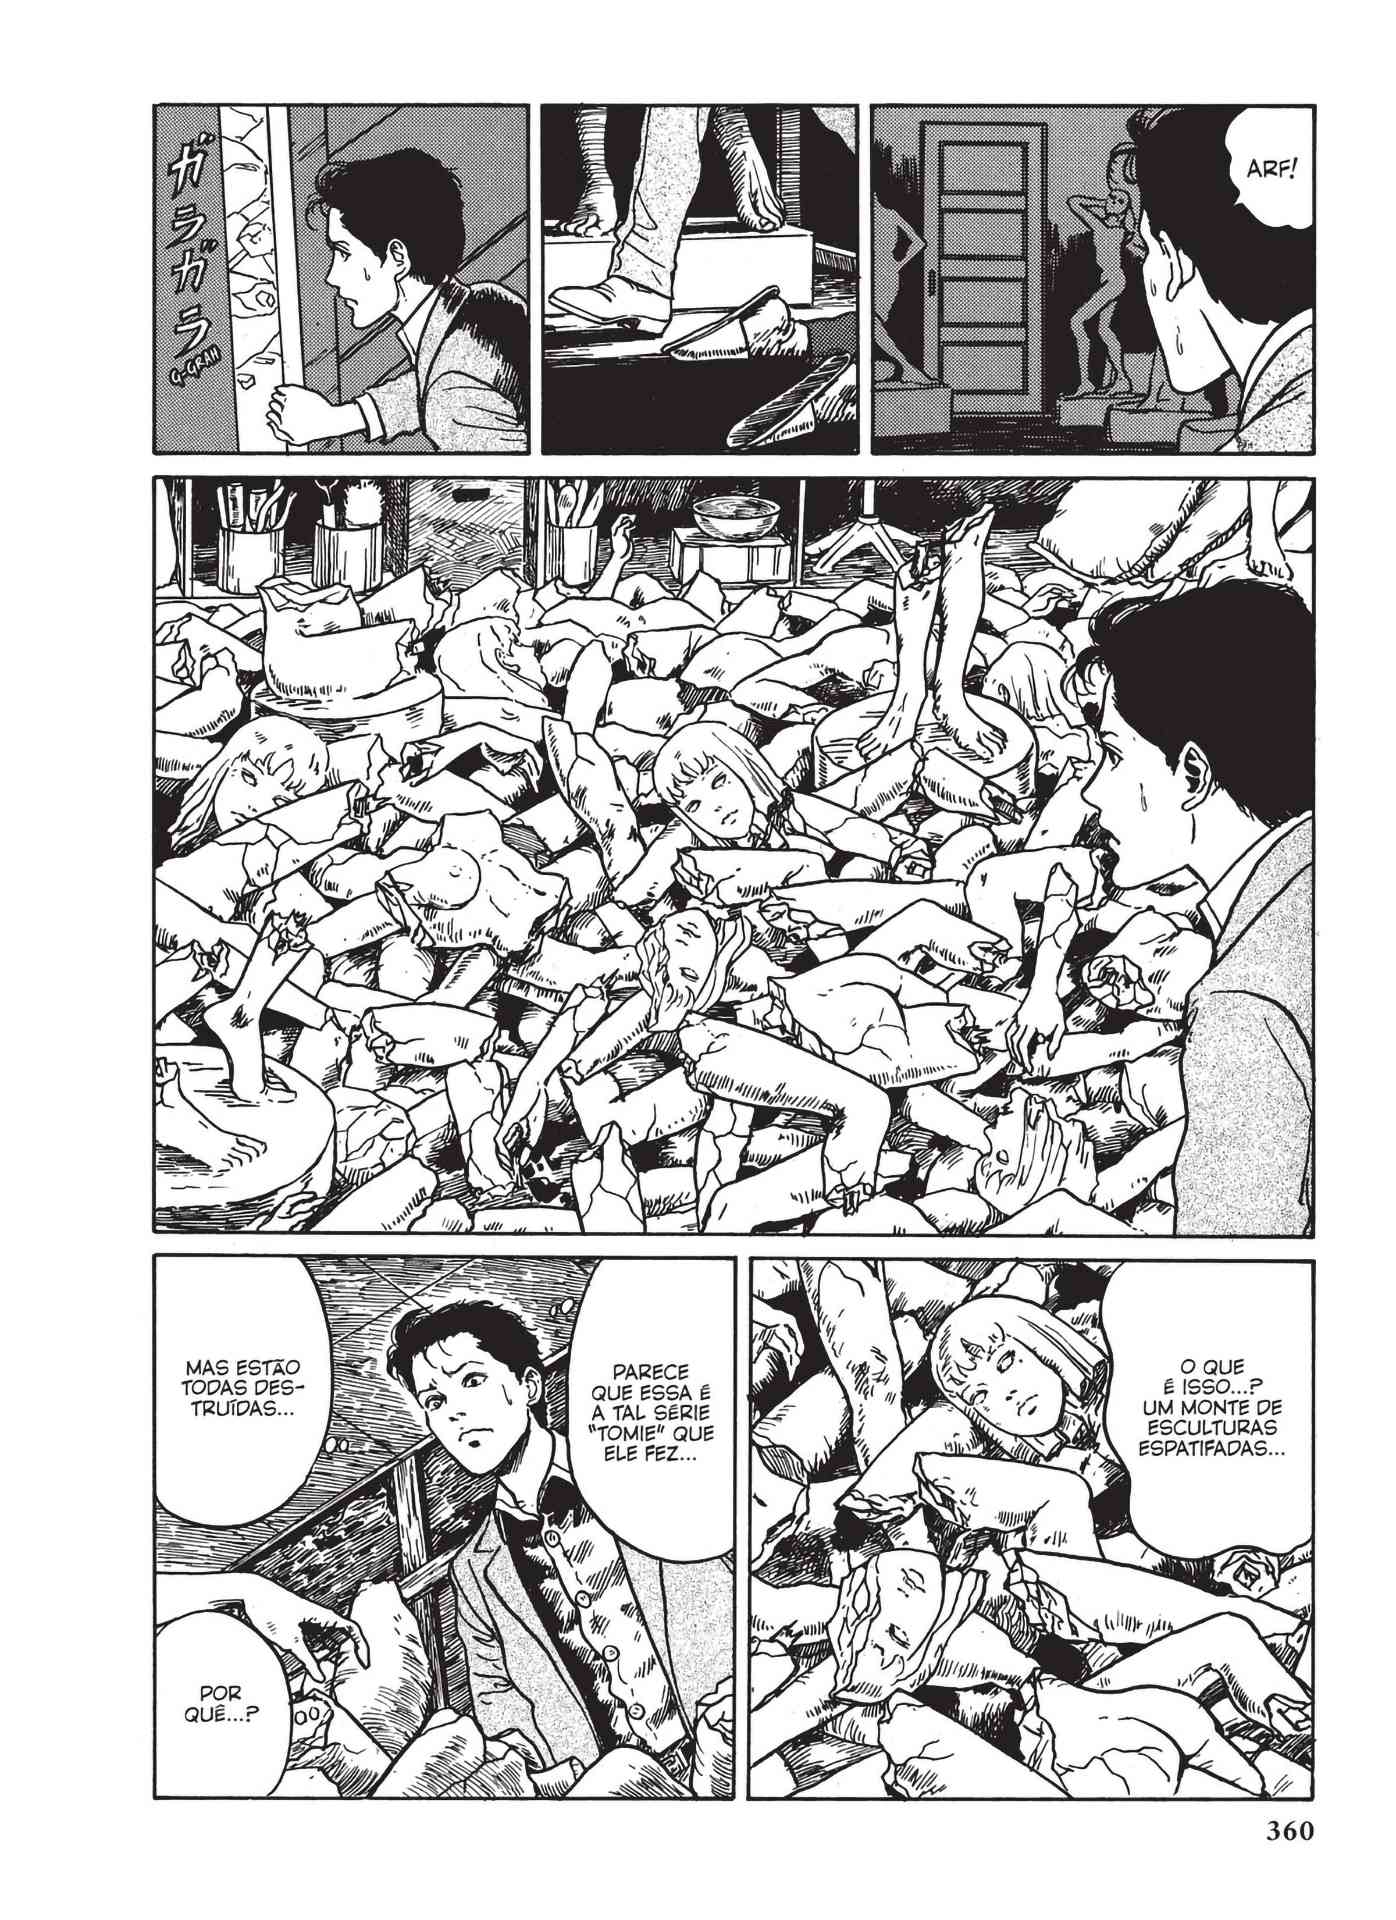 ARF!
ガラガラ
G-GRAH
O QUE
É ISSO...?
UM MONTE DE
ESCULTURAS
ESPATIFADAS...
PARECE
QUE ESSA É
A TAL SÉRIE
"TOMIE" QUE
ELE FEZ...
MAS ESTÃO
TODAS DES-
TRUÍDAS...
POR
QUÊ...?
360